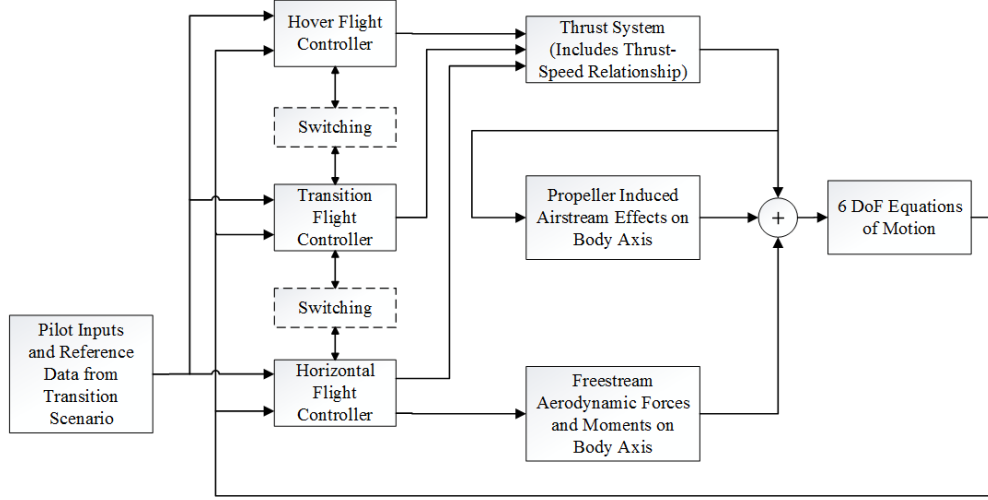 Hover Flight
Controller
Thrust System
(Includes Thrust-
Speed Relationship)
Switching
Transition
Flight
Controller
Propeller Induced
Airstream Effects on
Body Axis
+
6 DoF Equations
of Motion
Switching
Pilot Inputs
and Reference
Data from
Transition
Scenario
Horizontal
Flight
Controller
Freestream
Aerodynamic Forces
and Moments on
Body Axis